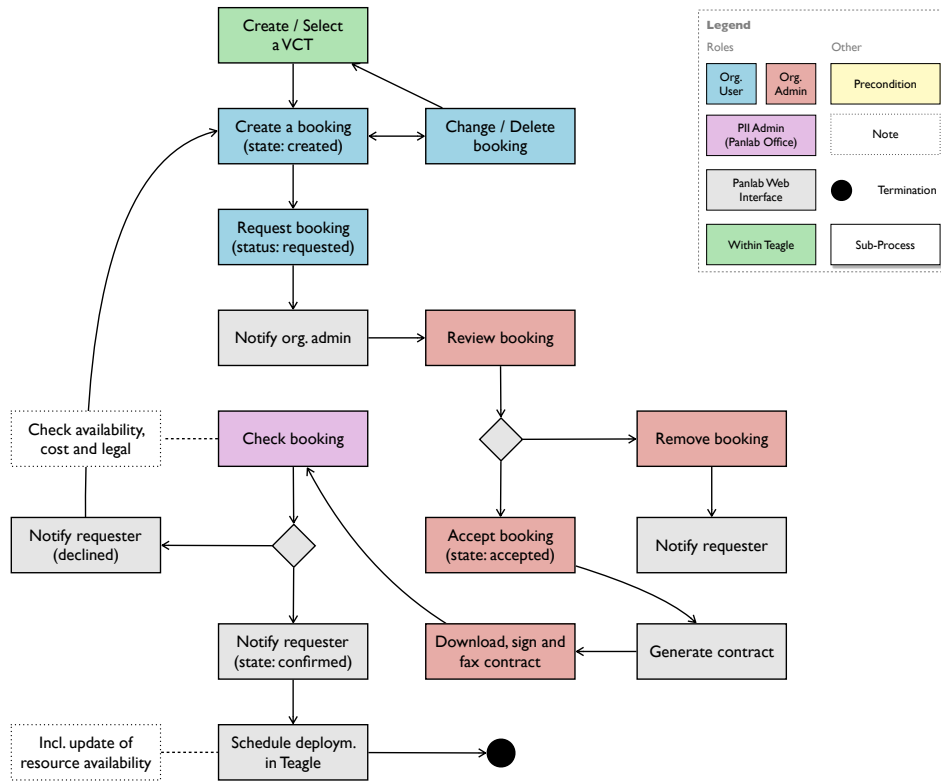 Create / Select
a VCT
Legend
Roles
Other
Org.
User
Org.
Admin
Precondition
Create a booking
(state: created)
Change / Delete
booking
PII Admin
(Panlab Office)
Note
Panlab Web
Interface
Termination
Request booking
(status: requested)
Within Teagle
Sub-Process
Notify org. admin
Review booking
Check availability,
cost and legal
Check booking
Remove booking
Notify requester
(declined)
Accept booking
(state: accepted)
Notify requester
Notify requester
(state: confirmed)
Download, sign and
fax contract
Generate contract
Incl. update of
resource availability
Schedule deploym.
in Teagle